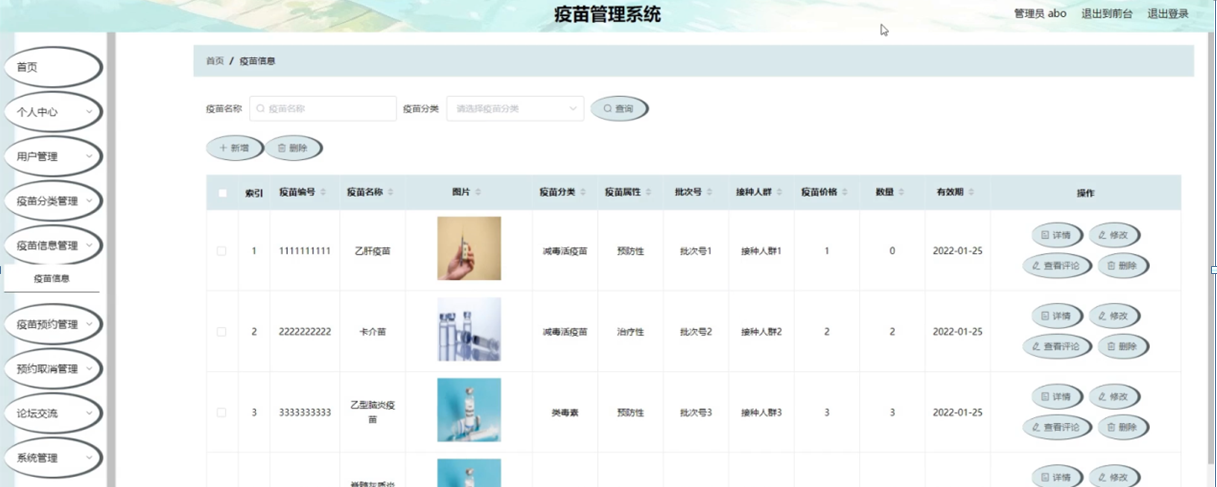 疫苗管理系统
管理员 abo 退出到前台 退出登录
首页
个人中心
用户管理
疫苗分类管理
疫苗信息管理
疫苗信息
疫苗预约管理
预约取消管理
论坛交流
系统管理
首页 / 疫苗信息
疫苗名称 疫苗名称 疫苗分类 请选择疫苗分类 查询
新增 删除
索引 疫苗编号 疫苗名称 图片 疫苗分类 疫苗属性 批次号 接种人群 疫苗价格 数量 有效期 操作
1 1111111111 乙肝疫苗 减毒活疫苗 预防性 批次号1 接种人群1 1 0 2022-01-25 详情 修改
查看评论 删除
2 2222222222 卡介苗 减毒活疫苗 治疗性 批次号2 接种人群2 2 2 2022-01-25 详情 修改
查看评论 删除
3 3333333333 乙型脑炎疫苗 类毒素 预防性 批次号3 接种人群3 3 3 2022-01-25 详情 修改
查看评论 删除
脊髓灰质炎 详情 修改